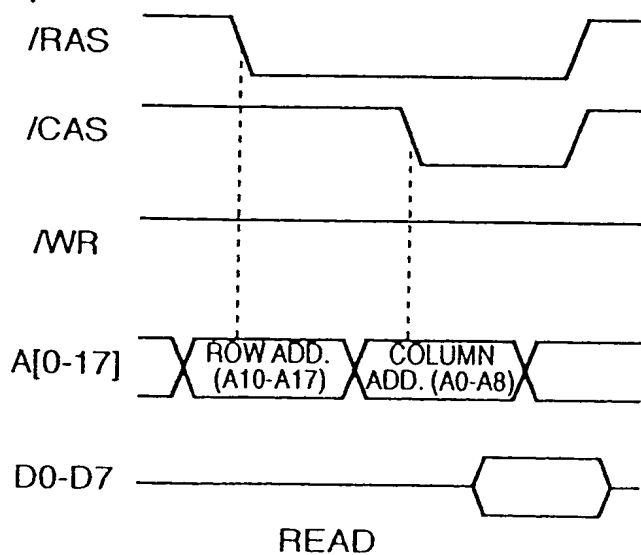 /RAS
/CAS
/WR
A[0-17]
ROW ADD.
(A10-A17)
COLUMN
ADD. (A0-A8)
D0-D7
READ